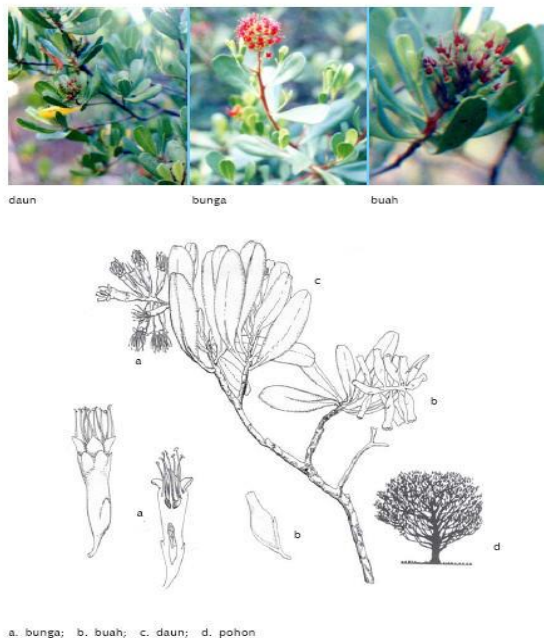 daun bunga buah
c
a
b
a
b
d
a. bunga; b. buah; c. daun; d. pohon